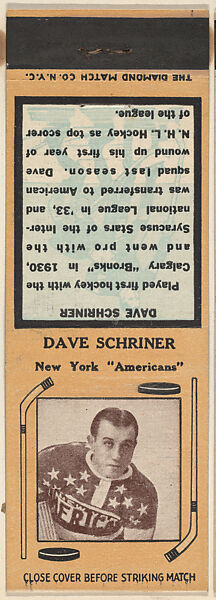 THE DIAMOND MATCH CO. N.Y.C.
DAVE SCHRINER
Played first hockey with the
Calgary "Bronks" in 1930,
and went pro with the
Syracuse Stars of the Inter-
national League in '33, and
was transferred to American
squad last season. Dave
wound up his first year of
N. H. L. Hockey as top scorer
of the league.
DAVE SCHRINER
New York "Americans"
ERIC
CLOSE COVER BEFORE STRIKING MATCH